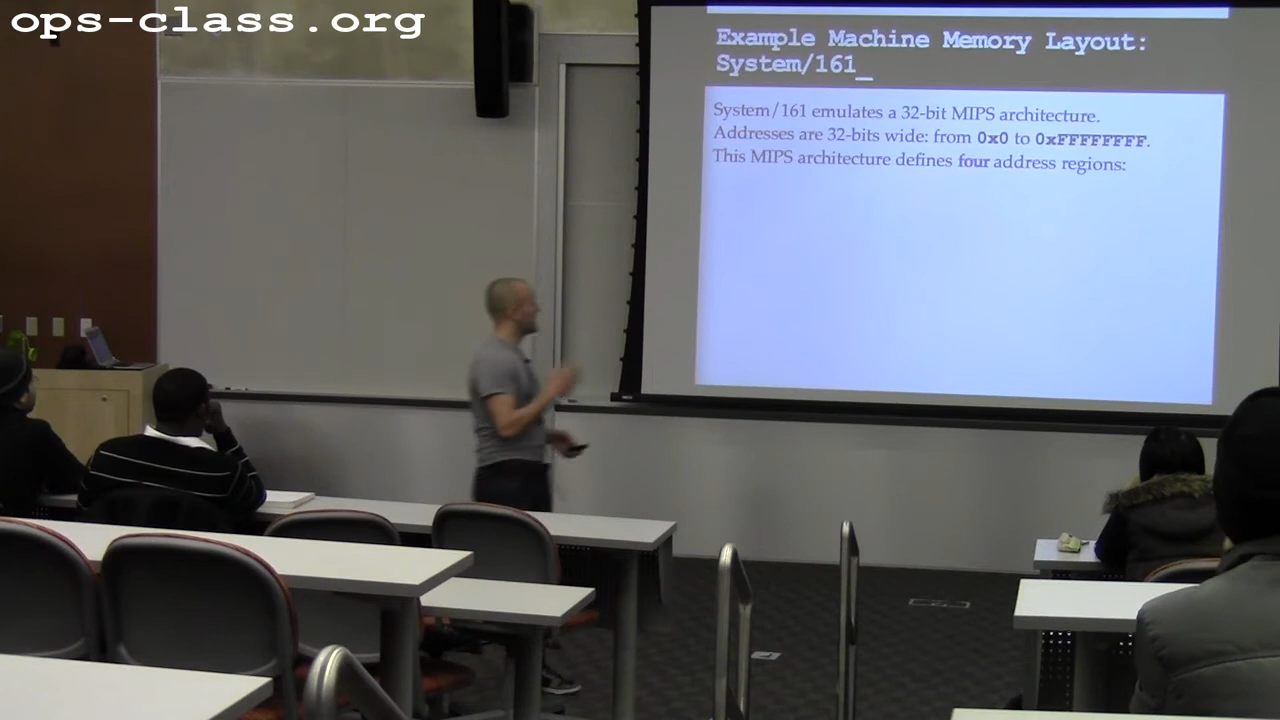 ops-class.org
Example Machine Memory Layout:
System/161_
System/161 emulates a 32-bit MIPS architecture.
Addresses are 32-bits wide: from 0x0 to 0xFFFFFFFF.
This MIPS architecture defines four address regions: